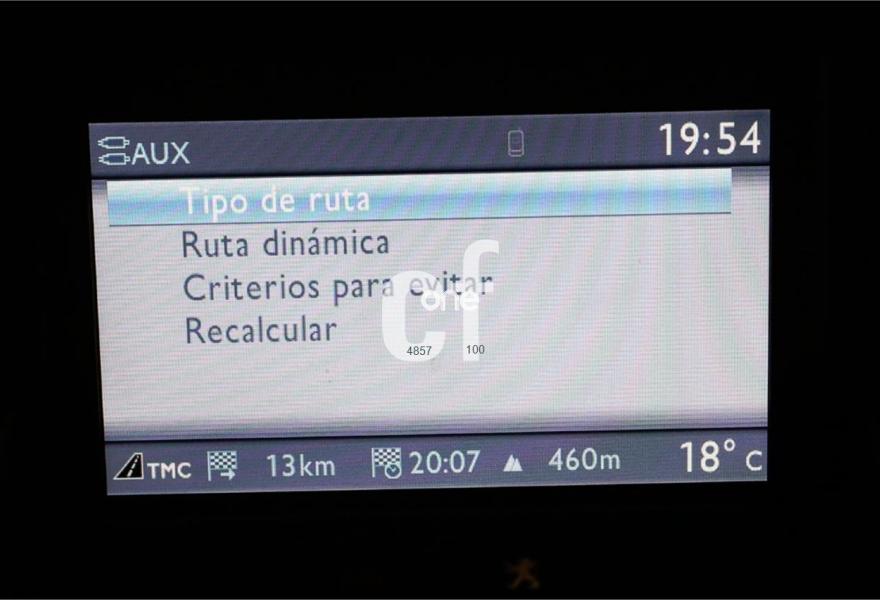 AUX 19:54
Tipo de ruta
Ruta dinámica
Criterios para evitar
Recalcular
cf
one
4857 100
TMC 13km 20:07 460m 18° C